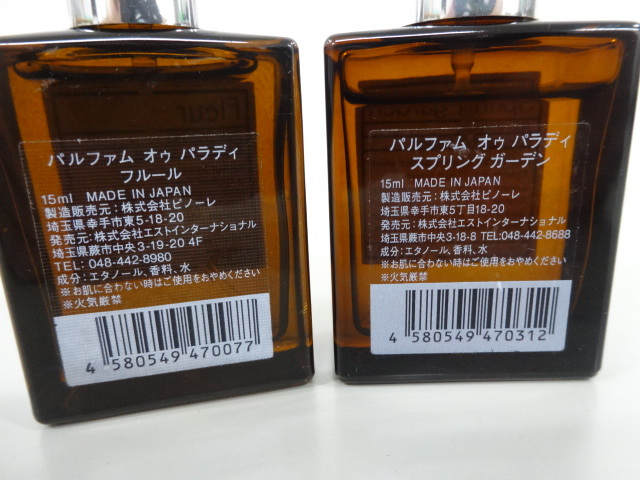 Fleur
パルファム オゥ パラディ
フルール
15ml MADE IN JAPAN
製造販売元：株式会社ピノーレ
埼玉県幸手市東5-18-20
発売元：株式会社エストインターナショナル
埼玉県蕨市中央3-19-20 4F
TEL: 048-442-8980
成分：エタノール、香料、水
※お肌に合わない時はご使用をおやめください
※火気厳禁
4 580549 470077
パルファム オゥ パラディ
スプリング ガーデン
15ml MADE IN JAPAN
製造販売元：株式会社ピノーレ
埼玉県幸手市東5丁目18-20
発売元：株式会社エストインターナショナル
埼玉県蕨市中央3-18-8 TEL:048-442-8688
成分：エタノール、香料、水
※お肌に合わない時はご使用をおやめください
※火気厳禁
4 580549 470312